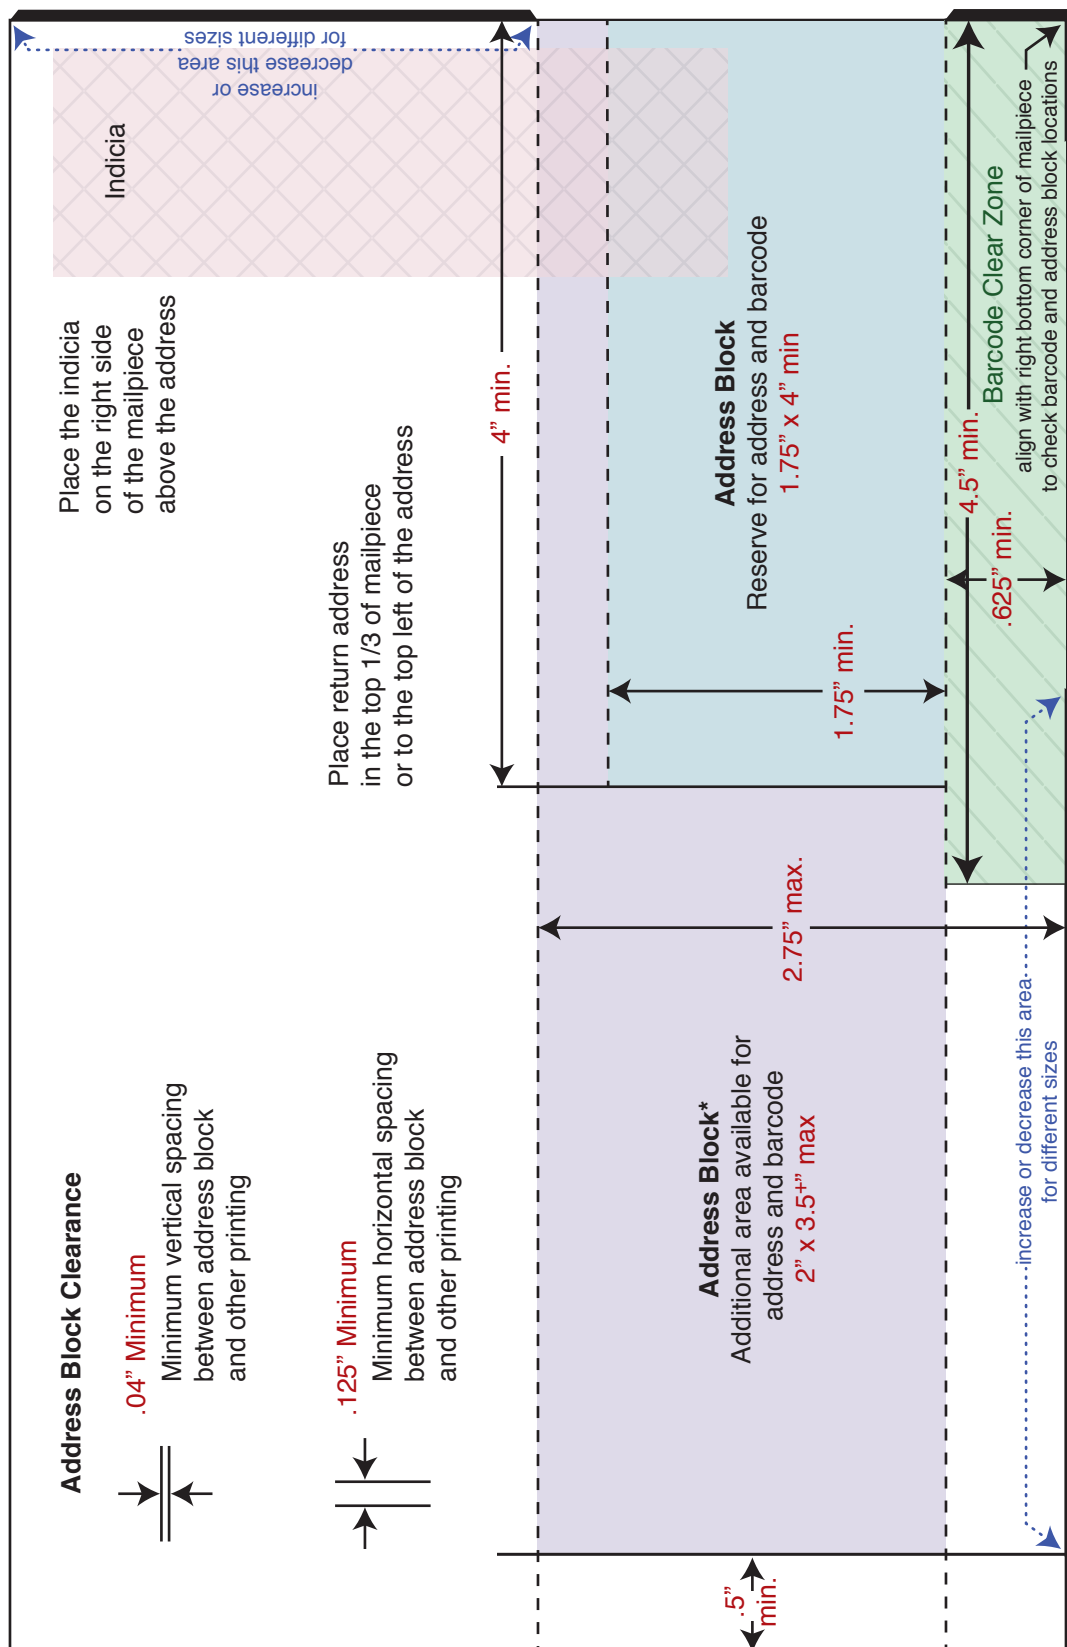 Address Block Clearance
.04” Minimum
Minimum vertical spacing
between address block
and other printing
.125” Minimum
Minimum horizontal spacing
between address block
and other printing
Place return address
in the top 1/3 of mailpiece
or to the top left of the address
Place the indicia
on the right side
of the mailpiece
above the address
Indicia
increase or
decrease this area
for different sizes
4” min.
.5”
min.
Address Block*
Additional area available for
address and barcode
2” x 3.5+” max
2.75” max.
1.75” min.
Address Block
Reserve for address and barcode
1.75” x 4” min
4.5” min.
.625” min.
Barcode Clear Zone
align with right bottom corner of mailpiece
to check barcode and address block locations
increase or decrease this area
for different sizes